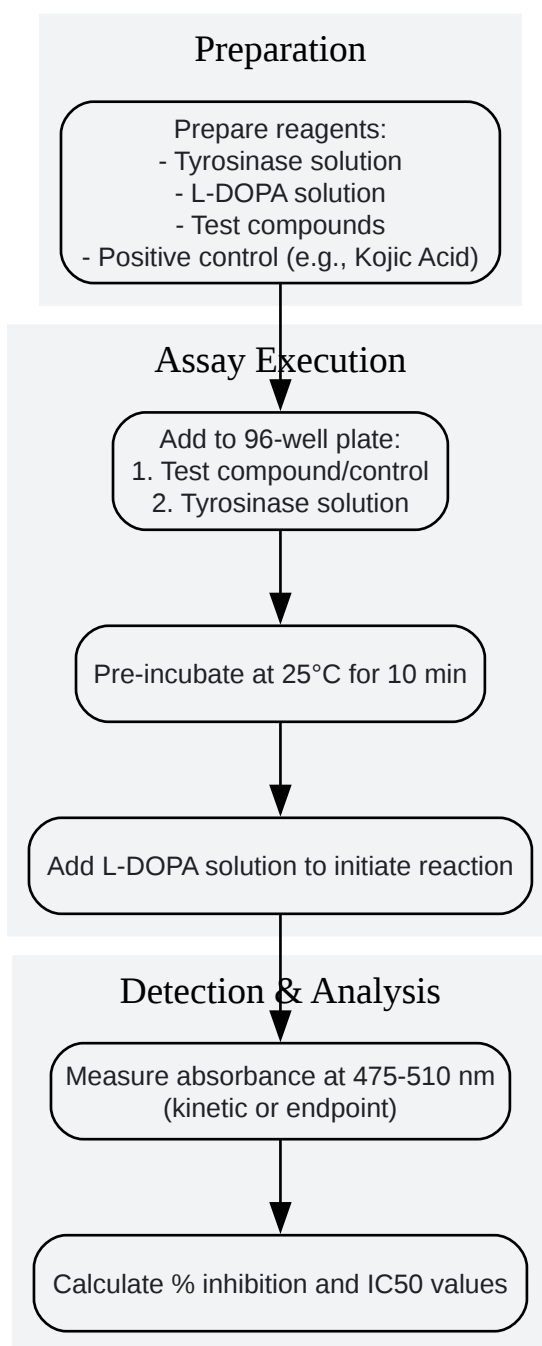 Preparation
Prepare reagents:
- Tyrosinase solution
- L-DOPA solution
- Test compounds
- Positive control (e.g., Kojic Acid)
Assay Execution
Add to 96-well plate:
1. Test compound/control
2. Tyrosinase solution
Pre-incubate at 25°C for 10 min
Add L-DOPA solution to initiate reaction
Detection & Analysis
Measure absorbance at 475-510 nm
(kinetic or endpoint)
Calculate % inhibition and IC50 values